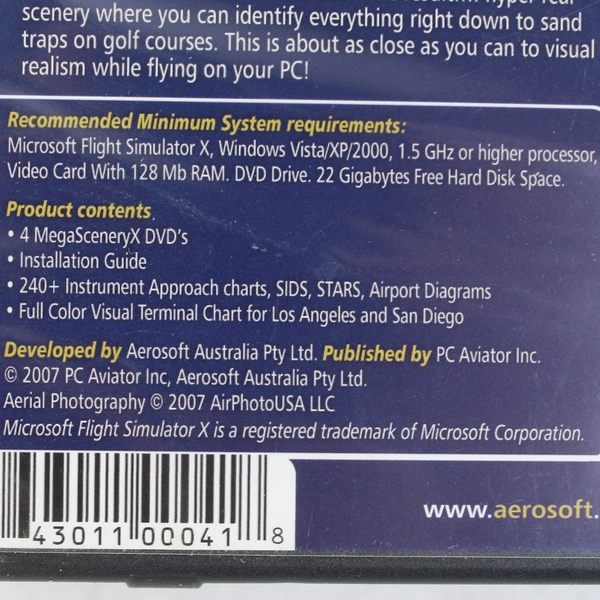 scenery where you can identify everything right down to sand
traps on golf courses. This is about as close as you can to visual
realism while flying on your PC!
Recommended Minimum System requirements:
Microsoft Flight Simulator X, Windows Vista/XP/2000, 1.5 GHz or higher processor,
Video Card With 128 Mb RAM. DVD Drive. 22 Gigabytes Free Hard Disk Space.
Product contents
• 4 MegaSceneryX DVD's
• Installation Guide
• 240+ Instrument Approach charts, SIDS, STARS, Airport Diagrams
• Full Color Visual Terminal Chart for Los Angeles and San Diego
Developed by Aerosoft Australia Pty Ltd. Published by PC Aviator Inc.
© 2007 PC Aviator Inc, Aerosoft Australia Pty Ltd.
Aerial Photography © 2007 AirPhotoUSA LLC
Microsoft Flight Simulator X is a registered trademark of Microsoft Corporation.
www.aerosoft.
43011 00041 8